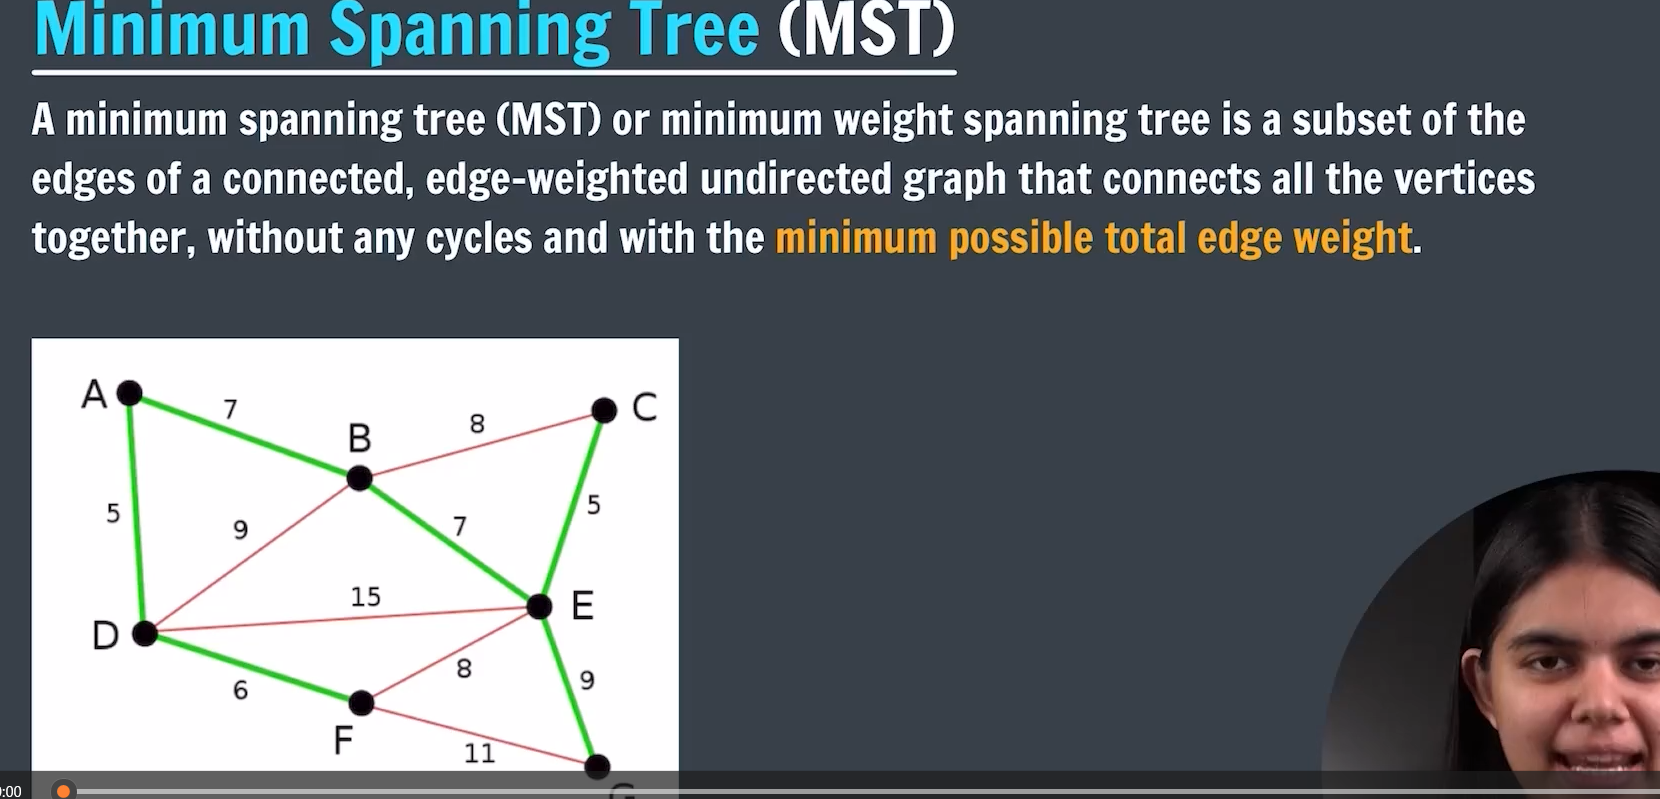 Minimum Spanning Tree (MST)
A minimum spanning tree (MST) or minimum weight spanning tree is a subset of the
edges of a connected, edge-weighted undirected graph that connects all the vertices
together, without any cycles and with the minimum possible total edge weight.
A
7
B
8
C
5
9
7
5
D
15
E
6
8
9
F
11
:00